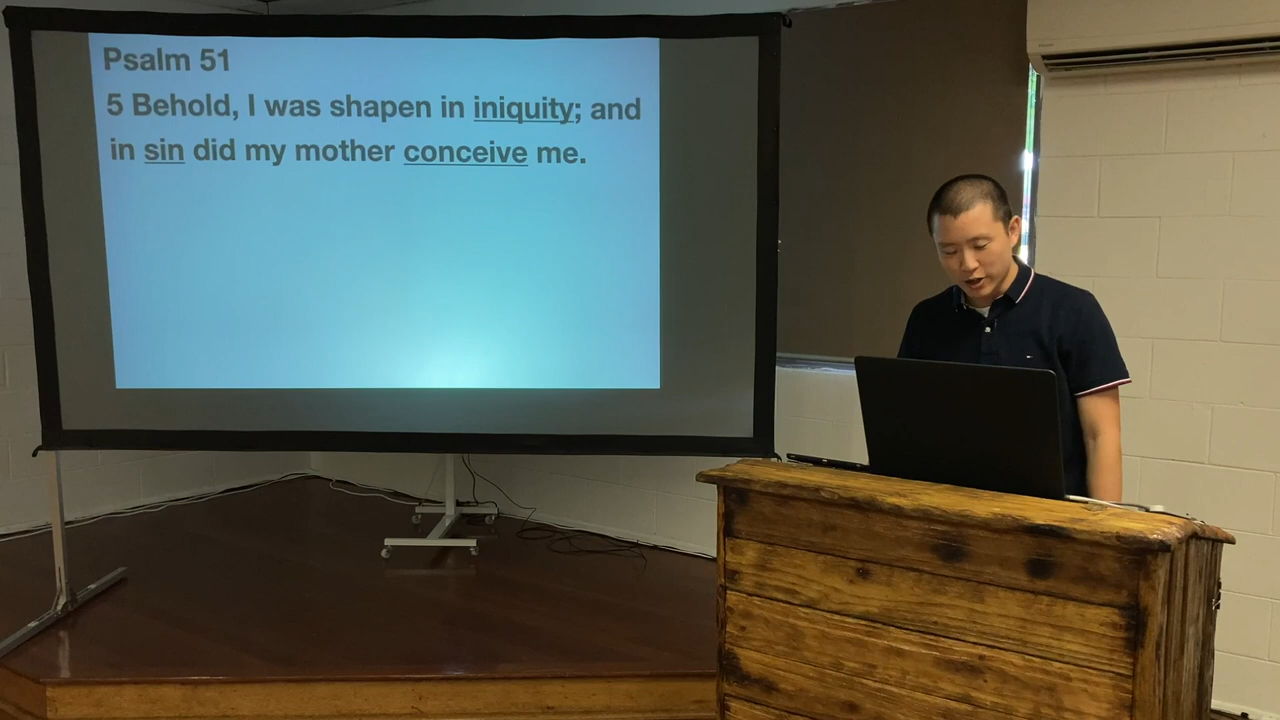 Psalm 51
5 Behold, I was shapen in iniquity; and
in sin did my mother conceive me.